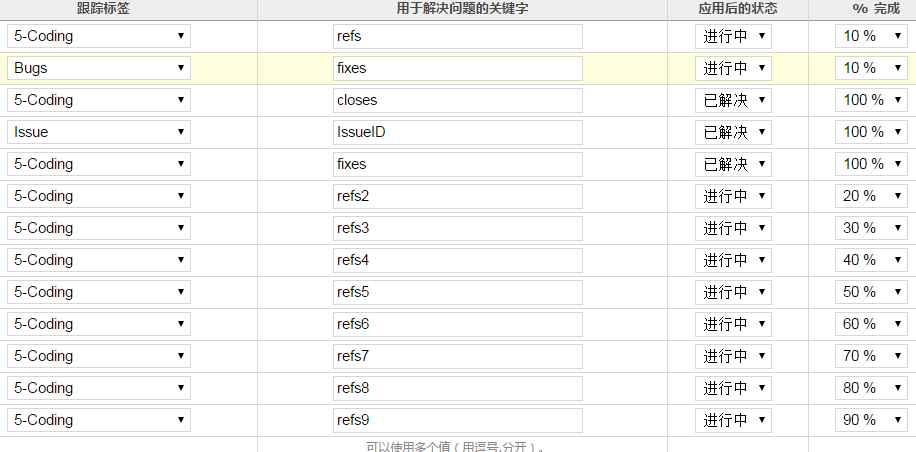 跟踪标签 用于解决问题的关键字 应用后的状态 % 完成
5-Coding refs 进行中 10 %
Bugs fixes 进行中 10 %
5-Coding closes 已解决 100 %
Issue IssueID 已解决 100 %
5-Coding fixes 已解决 100 %
5-Coding refs2 进行中 20 %
5-Coding refs3 进行中 30 %
5-Coding refs4 进行中 40 %
5-Coding refs5 进行中 50 %
5-Coding refs6 进行中 60 %
5-Coding refs7 进行中 70 %
5-Coding refs8 进行中 80 %
5-Coding refs9 进行中 90 %
可以使用多个值（用逗号,分开）。